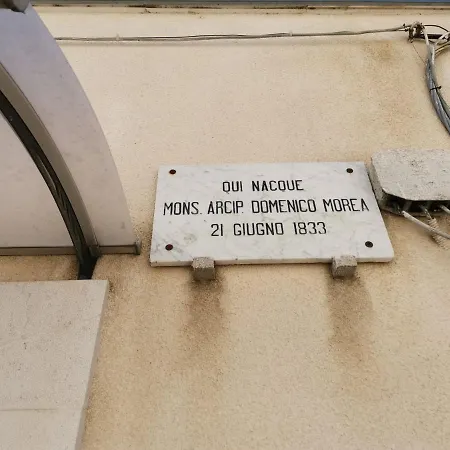 QUI NACQUE
MONS. ARCIP. DOMENICO MOREA
21 GIUGNO 1833